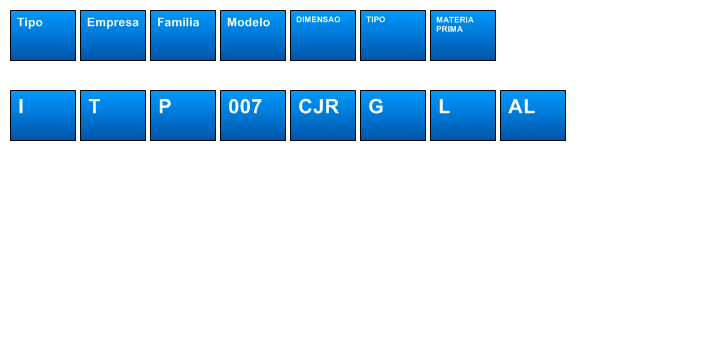 Tipo Empresa Familia Modelo DIMENSAO TIPO MATERIA
PRIMA
I T P 007 CJR G L AL